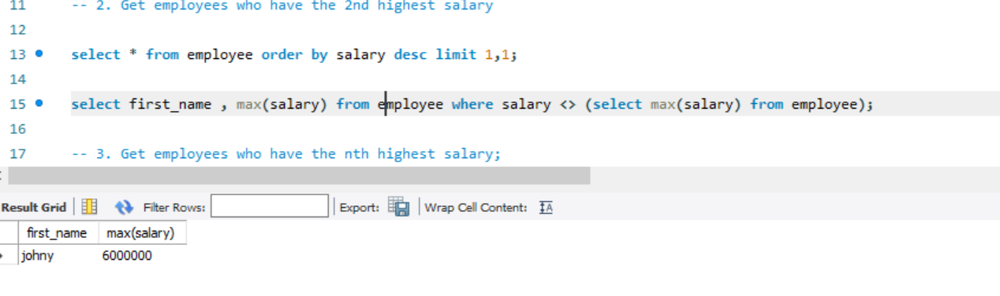 11 -- 2. Get employees who have the 2nd highest salary
12
13 select * from employee order by salary desc limit 1,1;
14
15 select first_name , max(salary) from employee where salary <> (select max(salary) from employee);
16
17 -- 3. Get employees who have the nth highest salary;
Result Grid Filter Rows: Export: Wrap Cell Content: IA
first_name max(salary)
johny 6000000